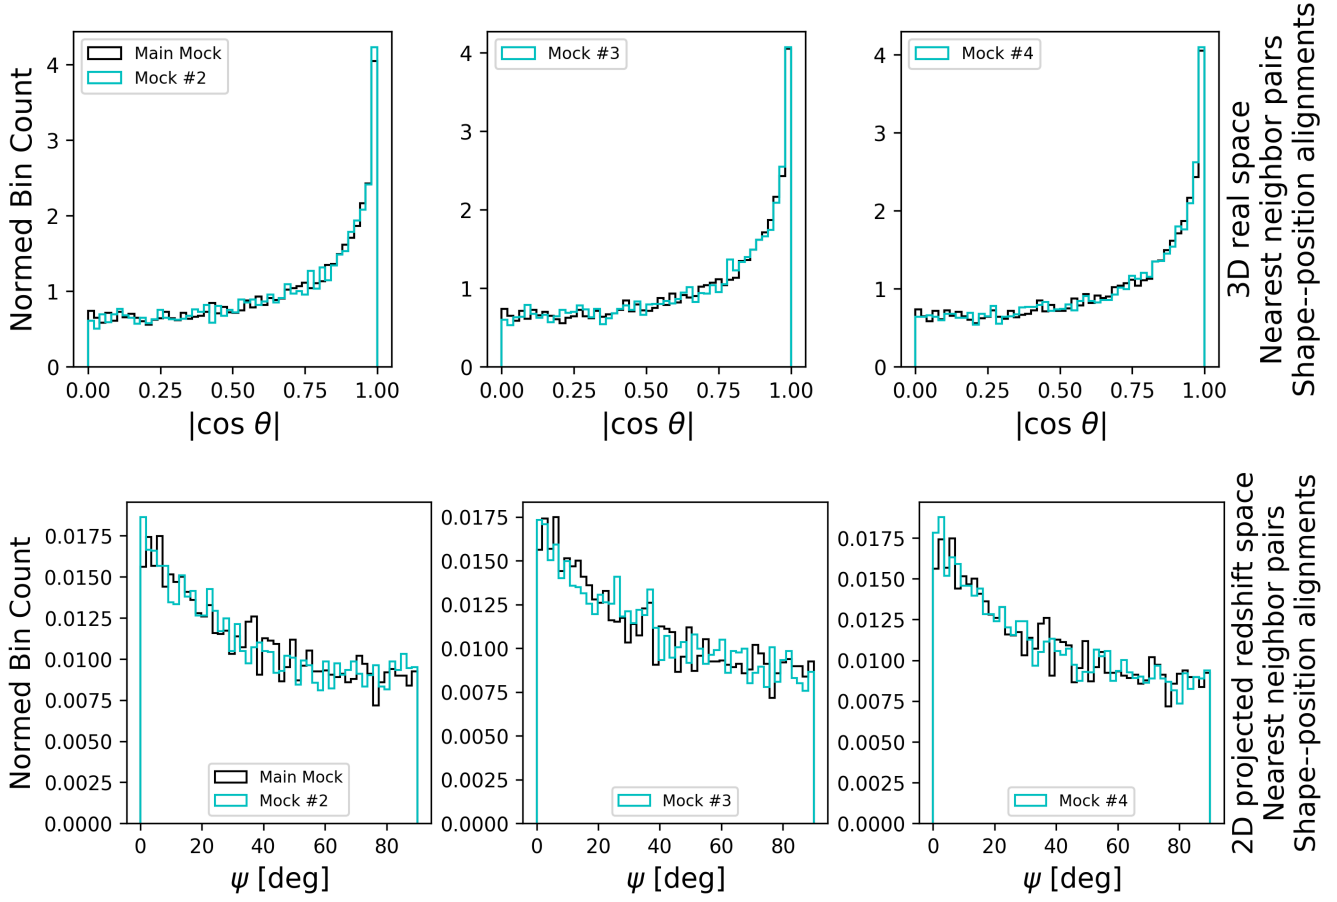 Normed Bin Count
4
3
2
1
0
Main Mock
Mock #2
0.00 0.25 0.50 0.75 1.00
|cos θ|
4
3
2
1
0
Mock #3
0.00 0.25 0.50 0.75 1.00
|cos θ|
4
3
2
1
0
Mock #4
0.00 0.25 0.50 0.75 1.00
|cos θ|
3D real space
Nearest neighbor pairs
Shape--position alignments
Normed Bin Count
0.0175
0.0150
0.0125
0.0100
0.0075
0.0050
0.0025
0.0000
Main Mock
Mock #2
0 20 40 60 80
ψ [deg]
0.0175
0.0150
0.0125
0.0100
0.0075
0.0050
0.0025
0.0000
Mock #3
0 20 40 60 80
ψ [deg]
0.0175
0.0150
0.0125
0.0100
0.0075
0.0050
0.0025
0.0000
Mock #4
0 20 40 60 80
ψ [deg]
2D projected redshift space
Nearest neighbor pairs
Shape--position alignments